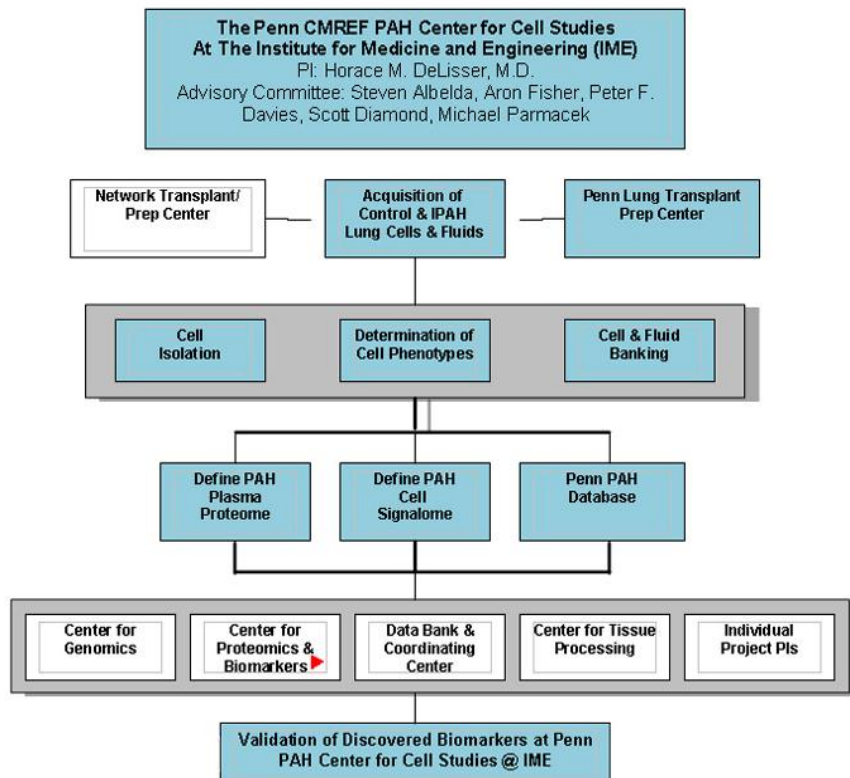 The Penn CMREF PAH Center for Cell Studies
At The Institute for Medicine and Engineering (IME)
PI: Horace M. DeLisser, M.D.
Advisory Committee: Steven Albelda, Aron Fisher, Peter F.
Davies, Scott Diamond, Michael Parmacek
Network Transplant/
Prep Center
Acquisition of
Control & IPAH
Lung Cells & Fluids
Penn Lung Transplant
Prep Center
Cell
Isolation
Determination of
Cell Phenotypes
Cell & Fluid
Banking
Define PAH
Plasma
Proteome
Define PAH
Cell
Signalome
Penn PAH
Database
Center for
Genomics
Center for
Proteomics &
Biomarkers
Data Bank &
Coordinating
Center
Center for Tissue
Processing
Individual
Project PIs
Validation of Discovered Biomarkers at Penn
PAH Center for Cell Studies @ IME